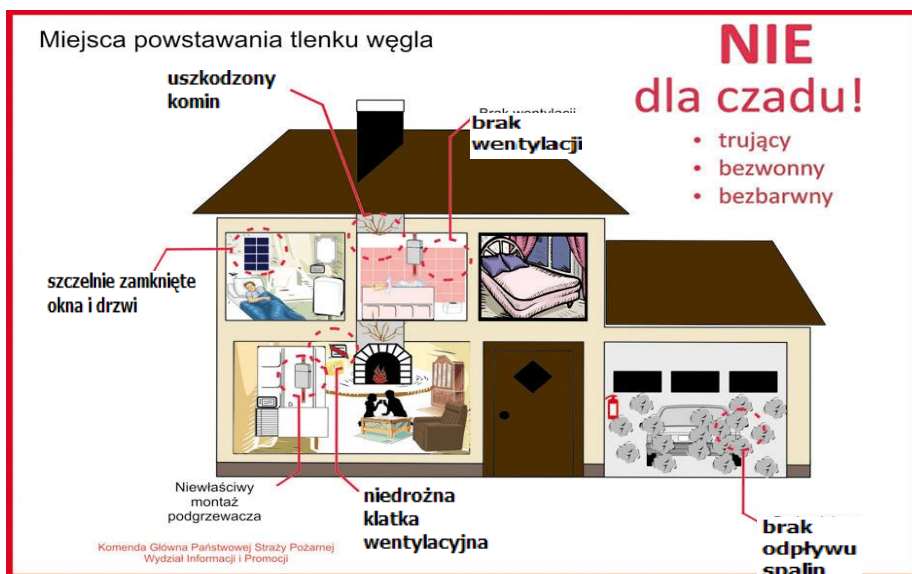 Miejsca powstawania tlenku węgla
NIE
dla czadu!
• trujący
• bezwonny
• bezbarwny
uszkodzony
komin
brak
wentylacji
szczelnie zamknięte
okna i drzwi
Niewłaściwy
montaż
podgrzewacza
niedrożna
klatka
wentylacyjna
brak
odpływu
spalin
Komenda Główna Państwowej Straży Pożarnej
Wydział Informacji i Promocji